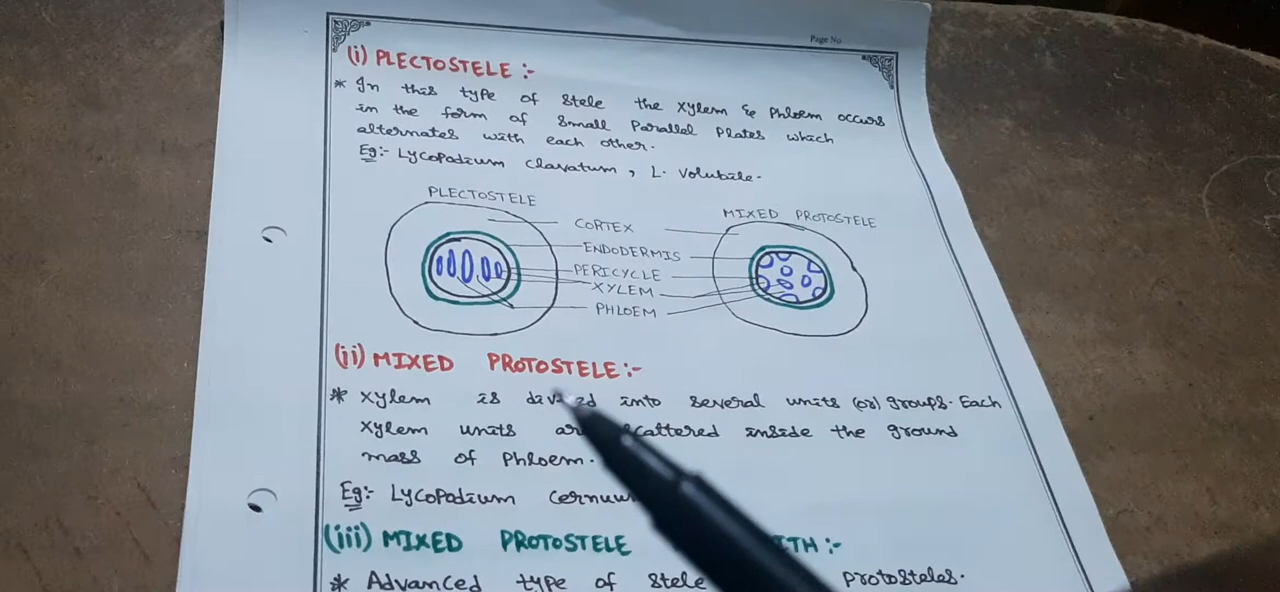 Page No
(i) PLECTOSTELE :-
* In this type of stele the xylem & Phloem occurs
in the form of small Parallel Plates which
alternates with each other.
Eg:- Lycopodium clavatum, L. volubile.
PLECTOSTELE
MIXED PROTOSTELE
CORTEX
ENDODERMIS
PERICYCLE
XYLEM
PHLOEM
(ii) MIXED PROTOSTELE :-
* xylem is divided into several units (or) groups. Each
xylem units are scattered inside the ground
mass of Phloem.
Eg:- Lycopodium
(iii) MIXED PROTOSTELE
* Advanced type of stele protosteles.